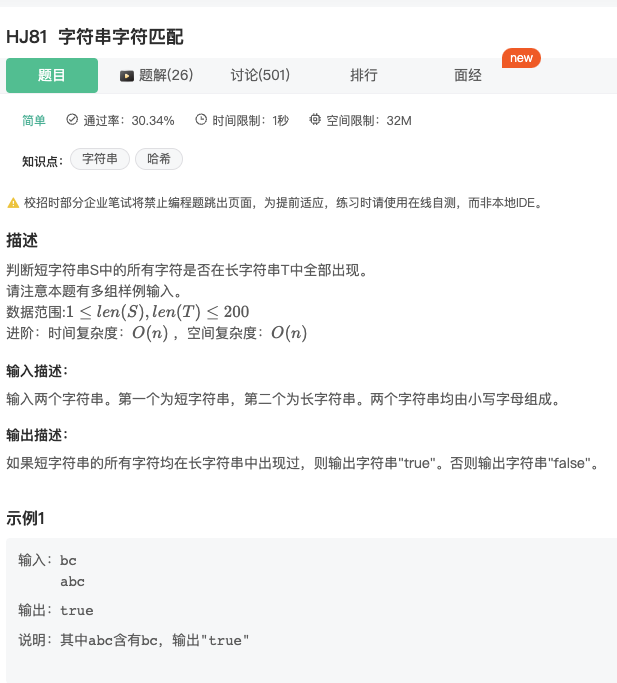 HJ81 字符串字符匹配
new
题目 题解(26) 讨论(501) 排行 面经
简单 通过率：30.34% 时间限制：1秒 空间限制：32M
知识点： 字符串 哈希
校招时部分企业笔试将禁止编程题跳出页面，为提前适应，练习时请使用在线自测，而非本地IDE。
描述
判断短字符串S中的所有字符是否在长字符串T中全部出现。
请注意本题有多组样例输入。
数据范围:1 ≤ len(S), len(T) ≤ 200
进阶：时间复杂度：O(n)，空间复杂度：O(n)
输入描述：
输入两个字符串。第一个为短字符串，第二个为长字符串。两个字符串均由小写字母组成。
输出描述：
如果短字符串的所有字符均在长字符串中出现过，则输出字符串"true"。否则输出字符串"false"。
示例1
输入：bc
abc
输出：true
说明：其中abc含有bc，输出"true"